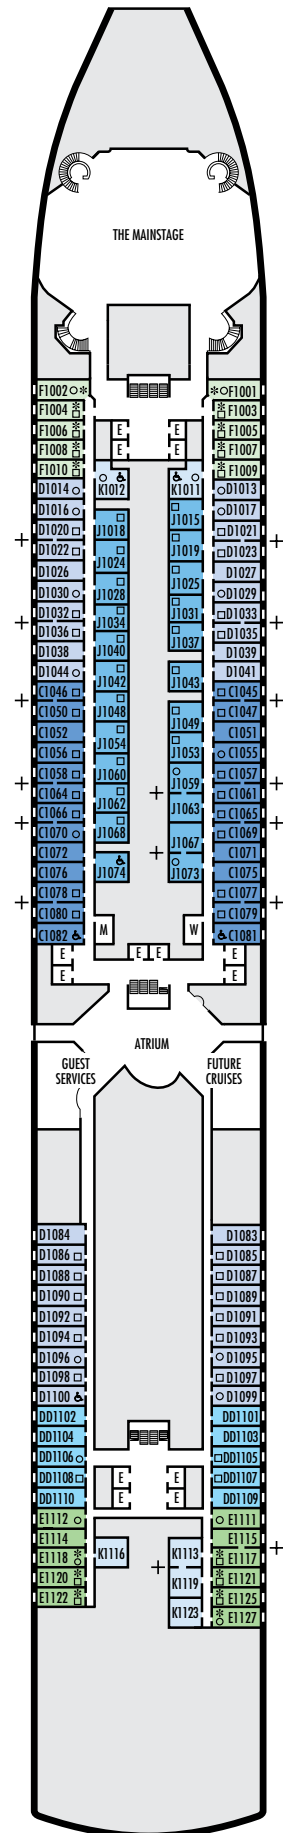 THE MAINSTAGE
F1002 F1001
F1004 F1003
E E
F1006 F1005
F1008 E E F1007
F1010 F1009
D1014 K1012 K1011 D1013
D1016 J1015 D1017
D1020 J1018 D1021
D1022 J1019 D1023
J1024
D1026 J1025 D1027
D1030 J1028 D1029
D1032 J1034 J1031 D1033
D1036 J1037 D1035
D1038 J1040 D1039
D1044 J1042 J1043 D1041
C1046 C1045
C1050 J1048 J1049 C1047
C1052 J1054 C1051
C1056 J1053 C1055
C1058 J1060 J1059 C1057
C1064 J1062 J1063 C1061
C1066 C1065
C1070 J1068 C1069
C1072 J1067 C1071
C1076 J1074 J1073 C1075
C1078 C1077
C1080 C1079
C1082 M W C1081
E E E E
E E
ATRIUM
GUEST
SERVICES
FUTURE
CRUISES
D1084 D1083
D1086 D1085
D1088 D1087
D1090 D1089
D1092 D1091
D1094 D1093
D1096 D1095
D1098 D1097
D1100 D1099
DD1102 DD1101
DD1104 DD1103
DD1106 DD1105
DD1108 E E DD1107
DD1110 E E DD1109
E1112 E1111
E1114 E1115
E1118 K1116 K1113 E1117
E1120 K1119 E1121
E1122 E1125
K1123 E1127